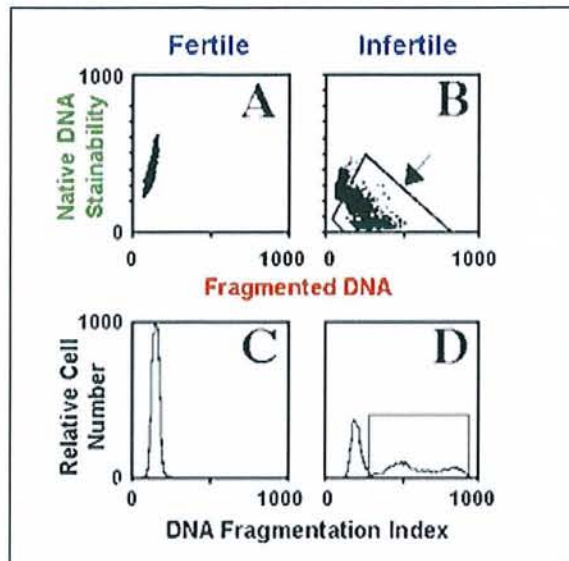 Fertile Infertile
1000 A B
Native DNA
Stainability
0
0 1000 0 1000
Fragmented DNA
1000 C D
Relative Cell
Number
0
0 1000 0 1000
DNA Fragmentation Index